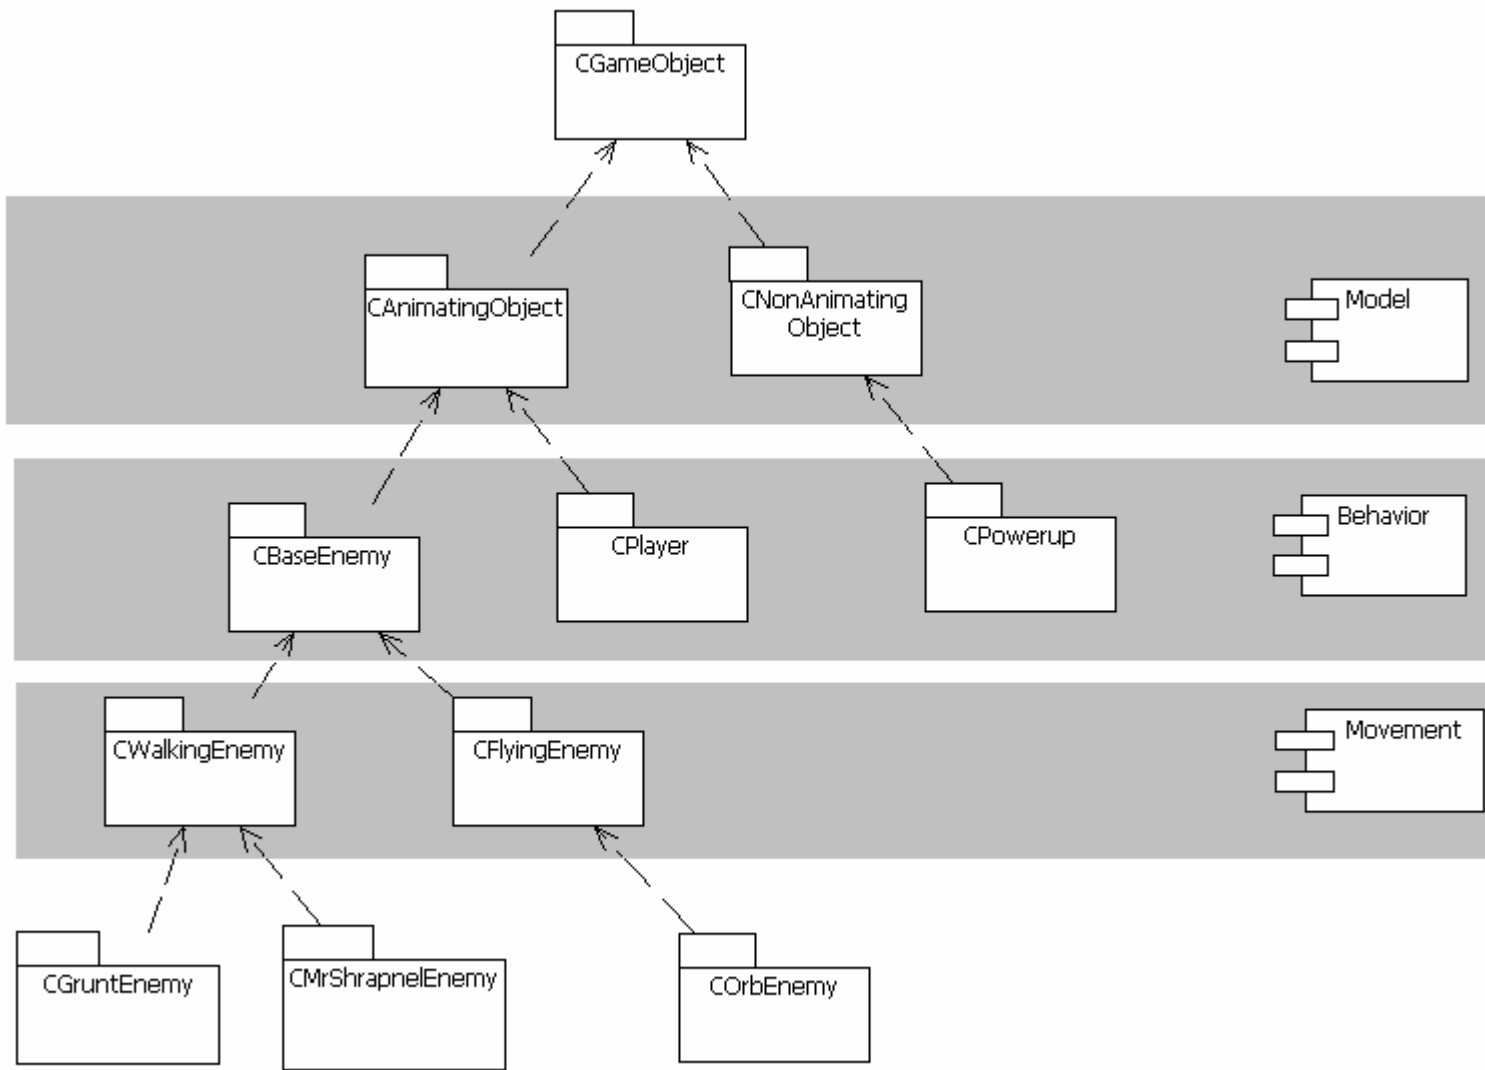 CGameObject
CAnimatingObject
CNonAnimating
Object
Model
CBaseEnemy
CPlayer
CPowerup
Behavior
CWalkingEnemy
CFlyingEnemy
Movement
CGruntEnemy
CMrShrapnelEnemy
COrbEnemy